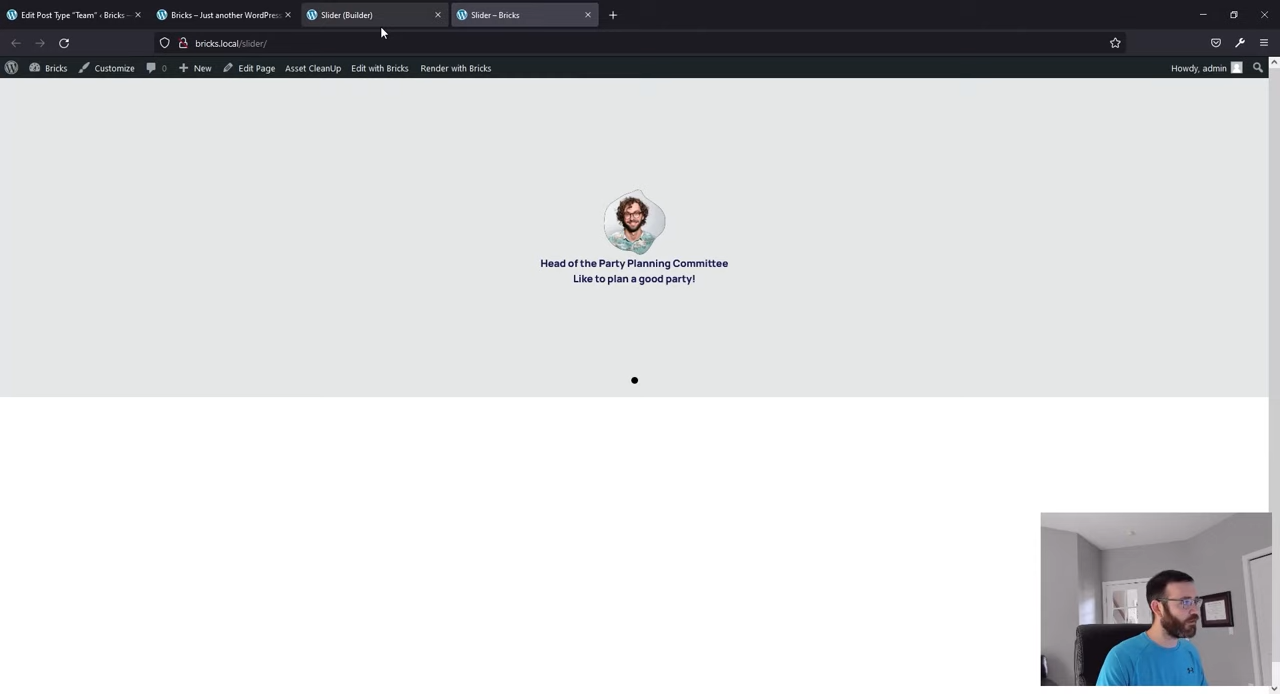 Edit Post Type "Team" ‹ Bricks —
Bricks – Just another WordPress
Slider (Builder)
Slider – Bricks
bricks.local/slider/
Bricks
Customize
0
New
Edit Page
Asset CleanUp
Edit with Bricks
Render with Bricks
Howdy, admin
Head of the Party Planning Committee
Like to plan a good party!